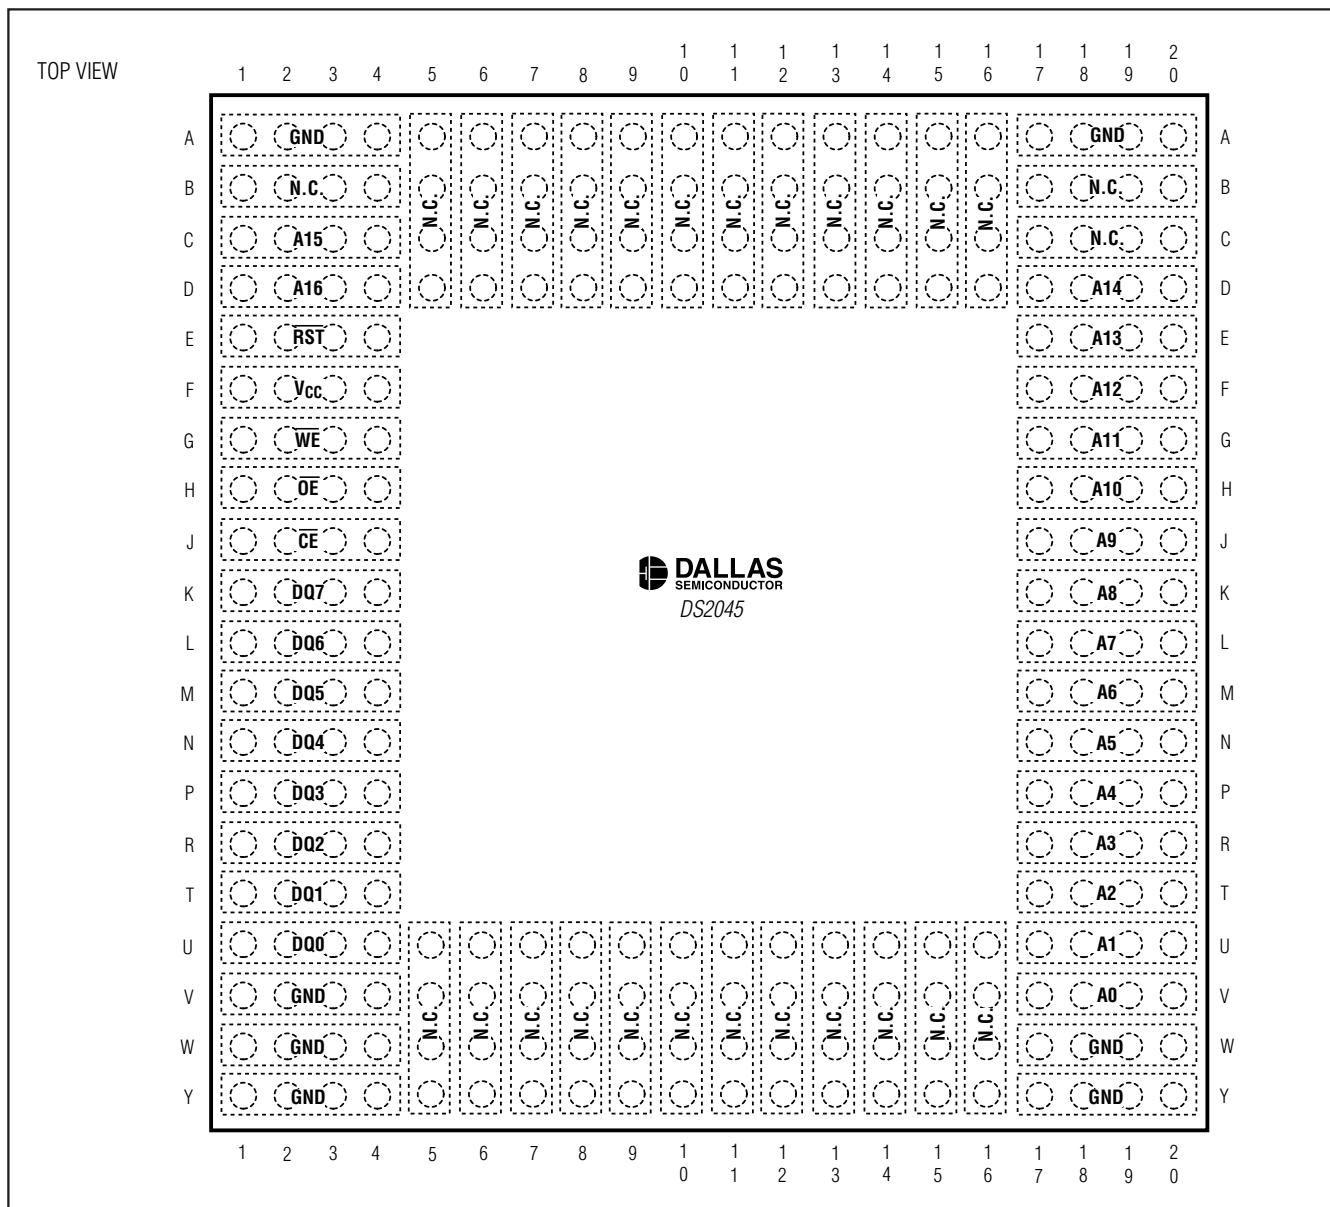 TOP VIEW
1 2 3 4 5 6 7 8 9 10 11 12 13 14 15 16 17 18 19 20
A GND GND A
B N.C. N.C. B
N.C. N.C. N.C. N.C. N.C. N.C. N.C. N.C. N.C. N.C. N.C. N.C.
C A15 N.C. C
D A16 A14 D
E R̅S̅T̅ A13 E
F VCC A12 F
G W̅E̅ A11 G
H O̅E̅ A10 H
J C̅E̅ A9 J
DALLAS
SEMICONDUCTOR
K DQ7 A8 K
DS2045
L DQ6 A7 L
M DQ5 A6 M
N DQ4 A5 N
P DQ3 A4 P
R DQ2 A3 R
T DQ1 A2 T
U DQ0 A1 U
V GND A0 V
N.C. N.C. N.C. N.C. N.C. N.C. N.C. N.C. N.C. N.C. N.C. N.C.
W GND GND W
Y GND GND Y
1 2 3 4 5 6 7 8 9 10 11 12 13 14 15 16 17 18 19 20